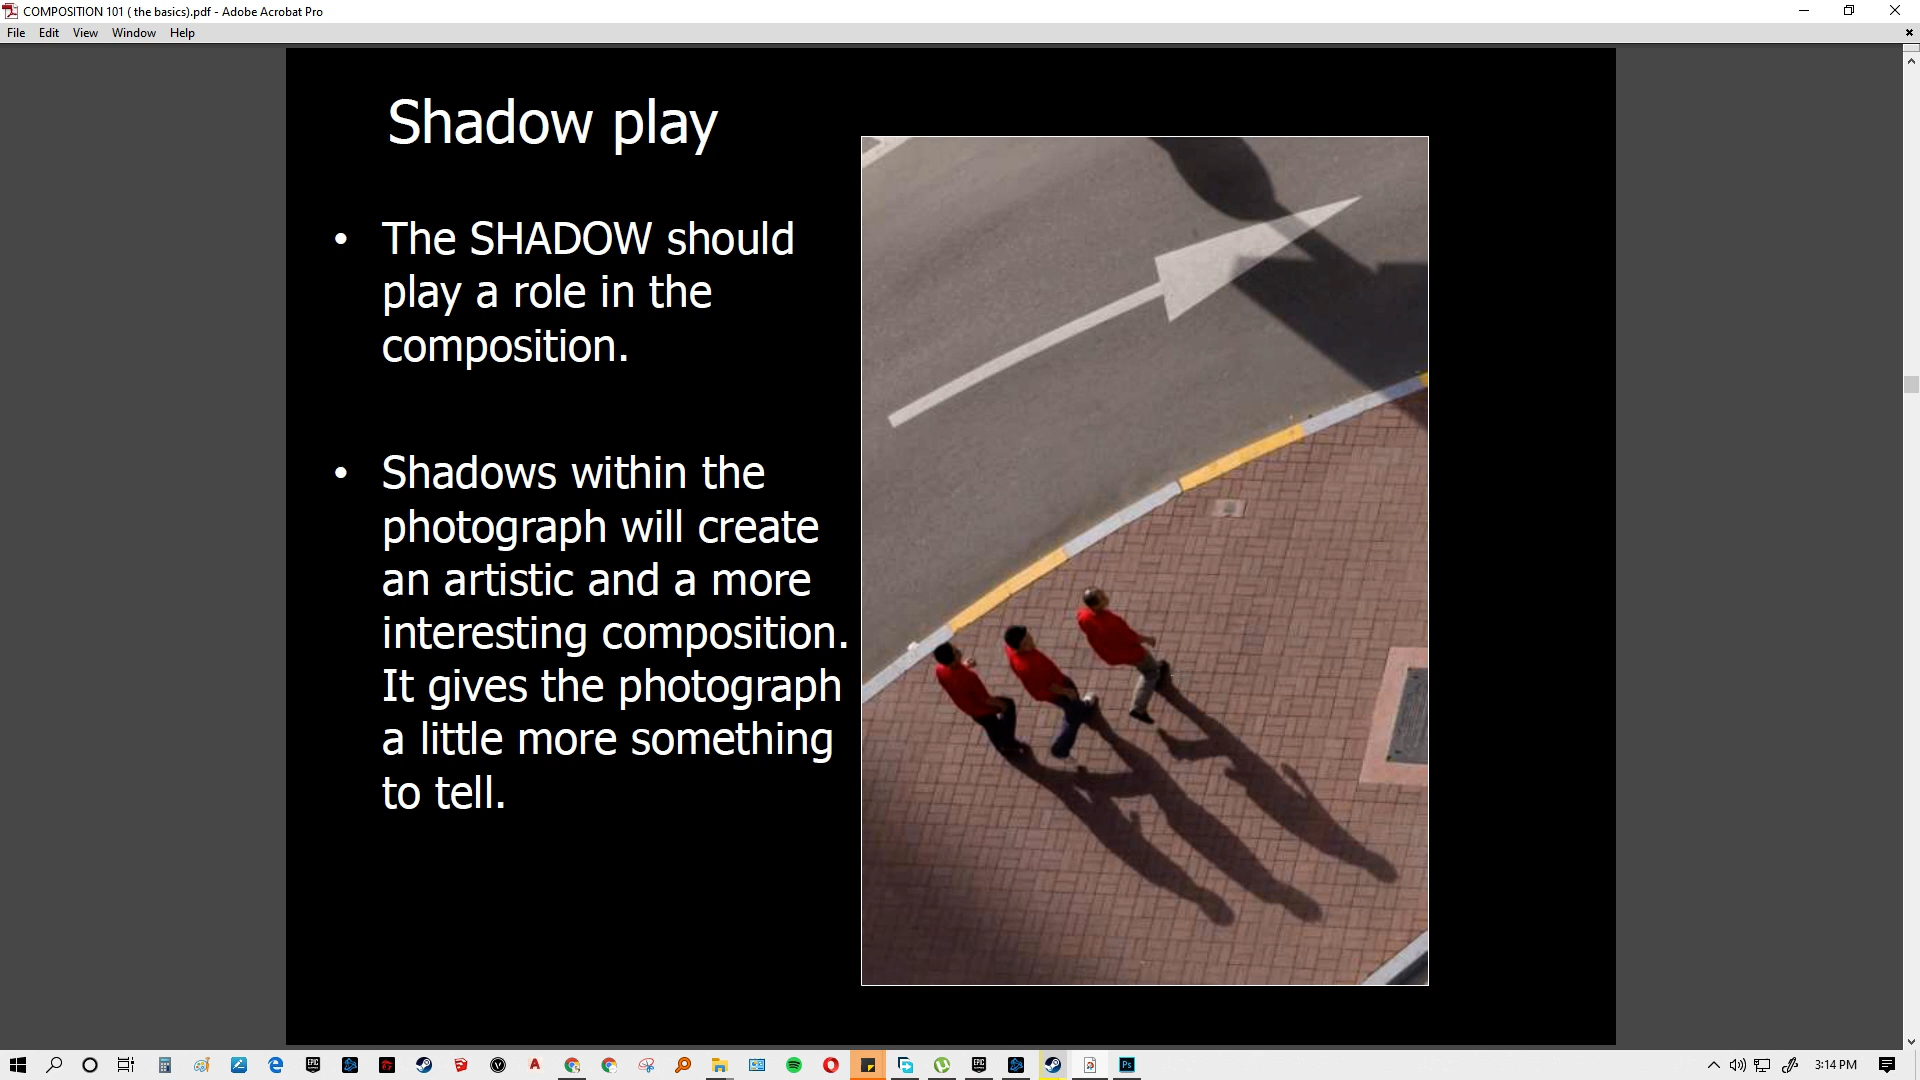 COMPOSITION 101 ( the basics).pdf - Adobe Acrobat Pro
File Edit View Window Help
Shadow play
• The SHADOW should
play a role in the
composition.
• Shadows within the
photograph will create
an artistic and a more
interesting composition.
It gives the photograph
a little more something
to tell.
3:14 PM